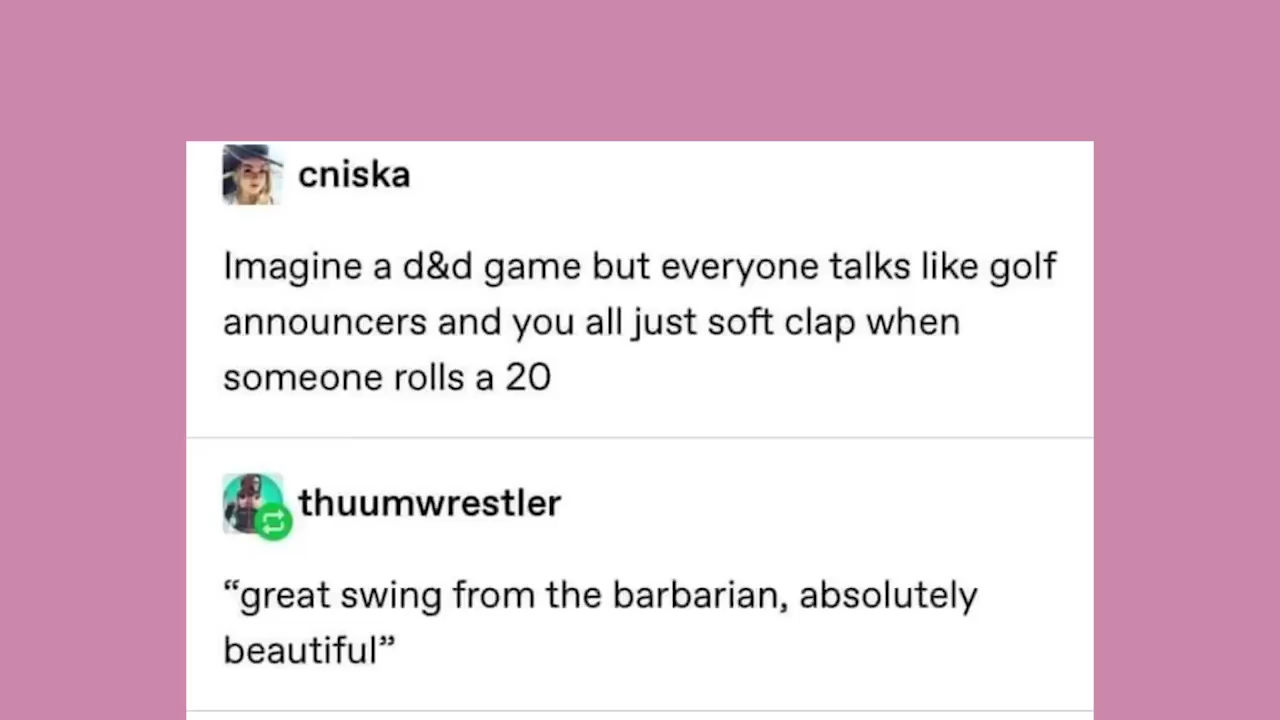 cniska
Imagine a d&d game but everyone talks like golf
announcers and you all just soft clap when
someone rolls a 20
thuumwrestler
“great swing from the barbarian, absolutely
beautiful”